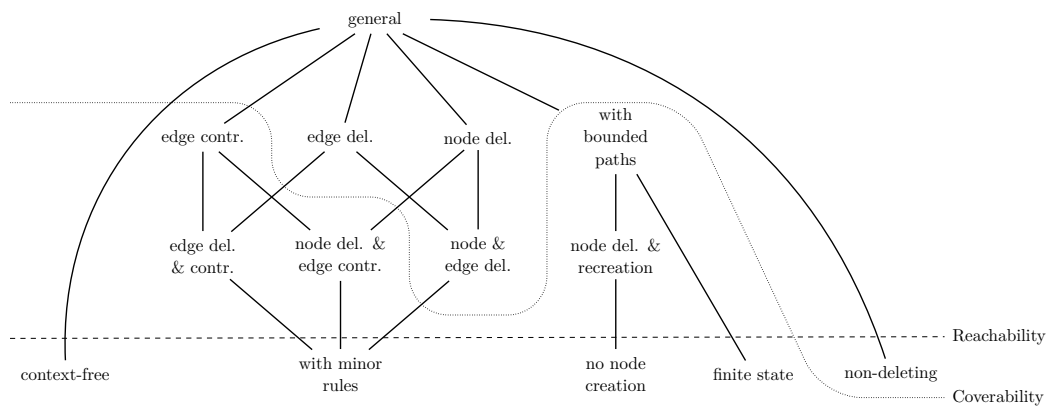 general
with
bounded
paths
edge contr.
edge del.
node del.
edge del.
& contr.
node del. &
edge contr.
node &
edge del.
node del. &
recreation
Reachability
context-free
with minor
rules
no node
creation
finite state
non-deleting
Coverability